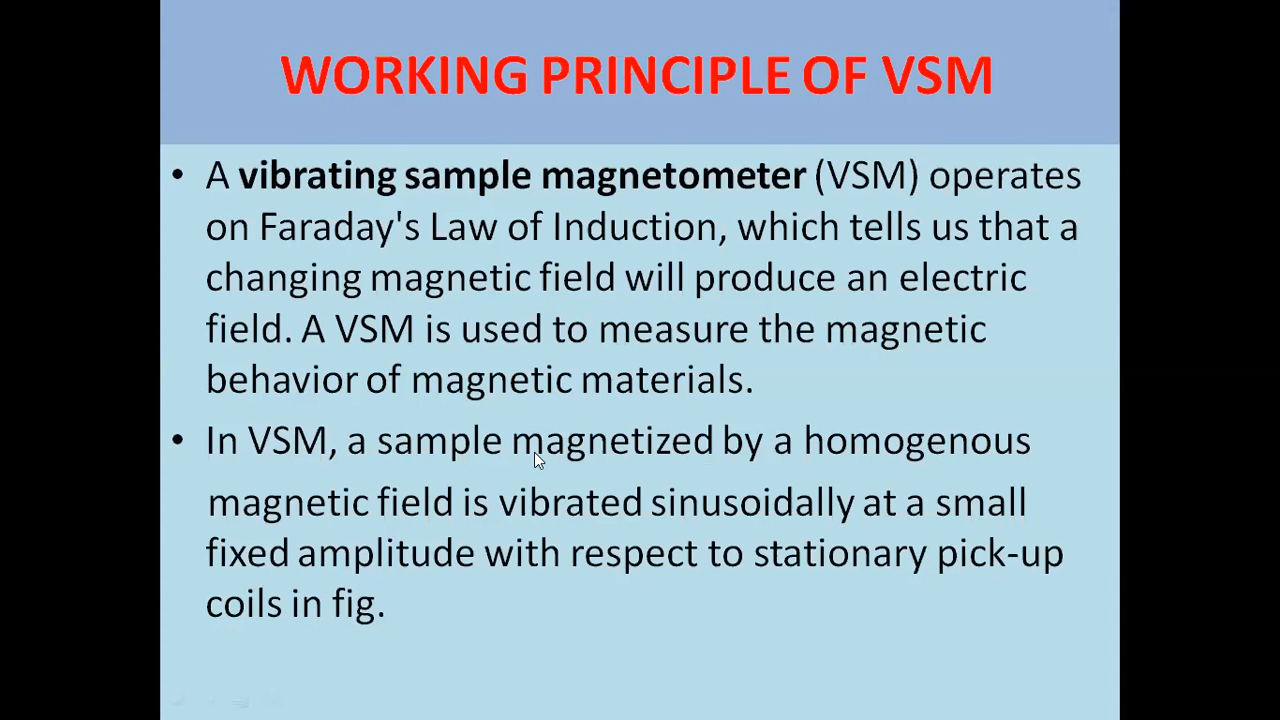 WORKING PRINCIPLE OF VSM
• A vibrating sample magnetometer (VSM) operates
on Faraday's Law of Induction, which tells us that a
changing magnetic field will produce an electric
field. A VSM is used to measure the magnetic
behavior of magnetic materials.
• In VSM, a sample magnetized by a homogenous
magnetic field is vibrated sinusoidally at a small
fixed amplitude with respect to stationary pick-up
coils in fig.